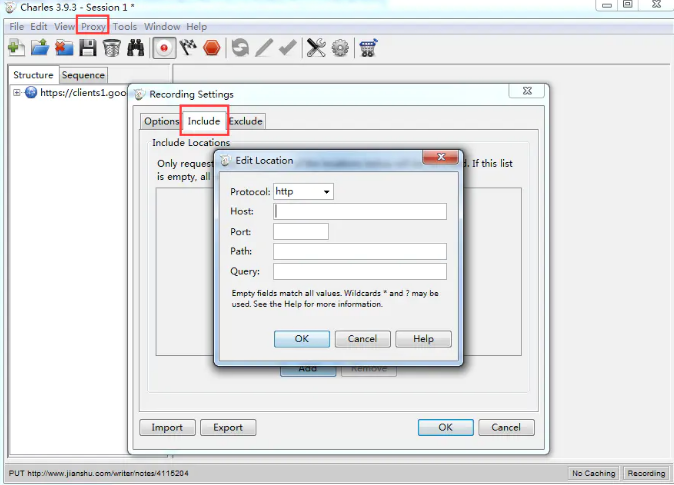 Charles 3.9.3 - Session 1 *
File Edit View Proxy Tools Window Help
Structure Sequence
https://clients1.goo
Recording Settings
Options Include Exclude
Include Locations
Only request d. If this list
is empty, all
Edit Location
Protocol: http
Host:
Port:
Path:
Query:
Empty fields match all values. Wildcards * and ? may be
used. See the Help for more information.
OK Cancel Help
Add Remove
Import Export OK Cancel
PUT http://www.jianshu.com/writer/notes/4115204 No Caching Recording